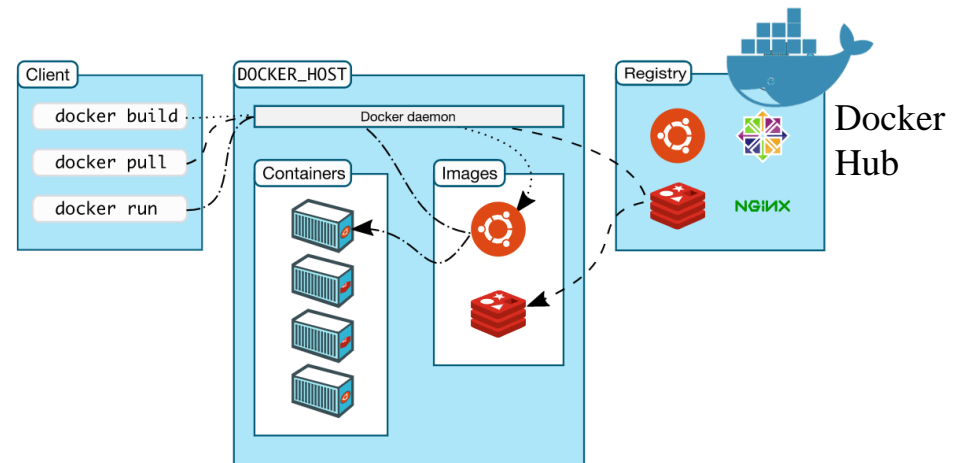 Client
docker build
docker pull
docker run
DOCKER_HOST
Docker daemon
Containers
Images
Registry
NGiNX
Docker
Hub